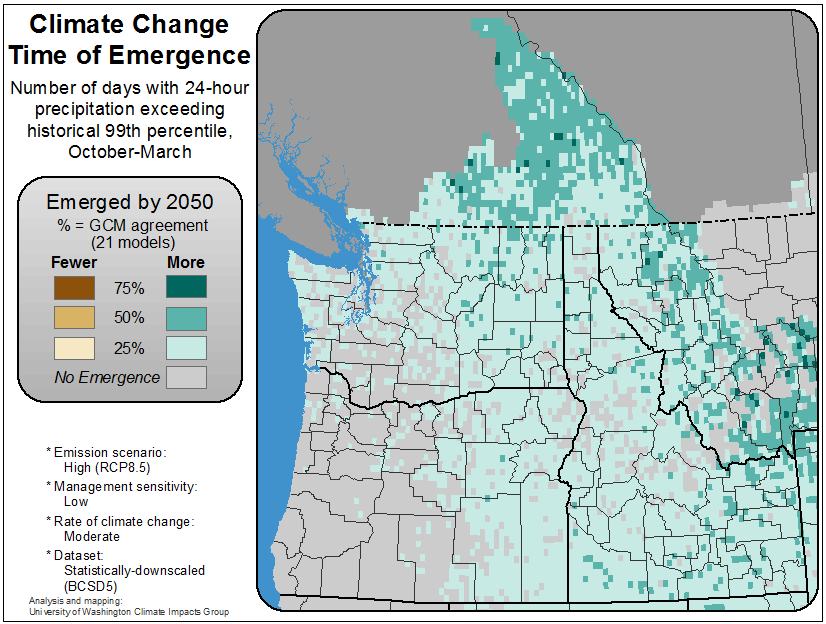 Climate Change
Time of Emergence
Number of days with 24-hour
precipitation exceeding
historical 99th percentile,
October-March
Emerged by 2050
% = GCM agreement
(21 models)
Fewer More
75%
50%
25%
No Emergence
* Emission scenario:
High (RCP8.5)
* Management sensitivity:
Low
* Rate of climate change:
Moderate
* Dataset:
Statistically-downscaled
(BCSD5)
Analysis and mapping:
University of Washington Climate Impacts Group